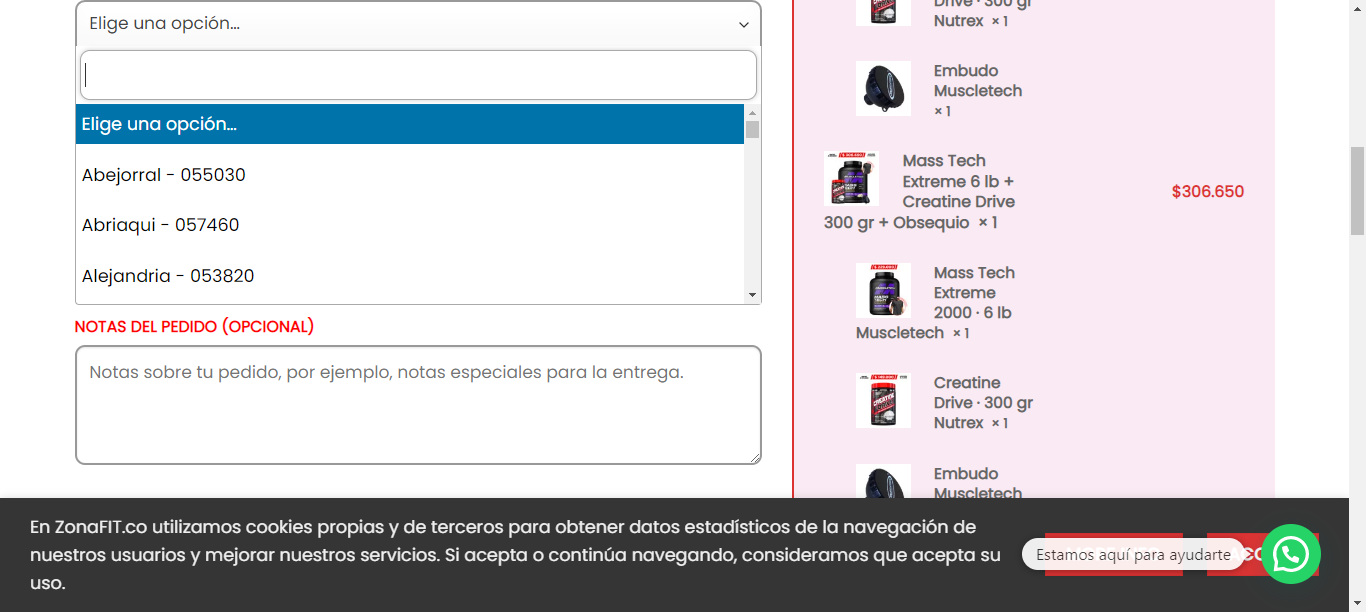 Elige una opción...
Elige una opción...
Abejorral - 055030
Abriaqui - 057460
Alejandria - 053820
NOTAS DEL PEDIDO (OPCIONAL)
Notas sobre tu pedido, por ejemplo, notas especiales para la entrega.
Drive · 300 gr
Nutrex × 1
Embudo
Muscletech
× 1
Mass Tech
Extreme 6 lb +
Creatine Drive
300 gr + Obsequio × 1
$306.650
Mass Tech
Extreme
2000 · 6 lb
Muscletech × 1
Creatine
Drive · 300 gr
Nutrex × 1
Embudo
Muscletech
En ZonaFIT.co utilizamos cookies propias y de terceros para obtener datos estadísticos de la navegación de
nuestros usuarios y mejorar nuestros servicios. Si acepta o continúa navegando, consideramos que acepta su
uso.
Estamos aquí para ayudarte